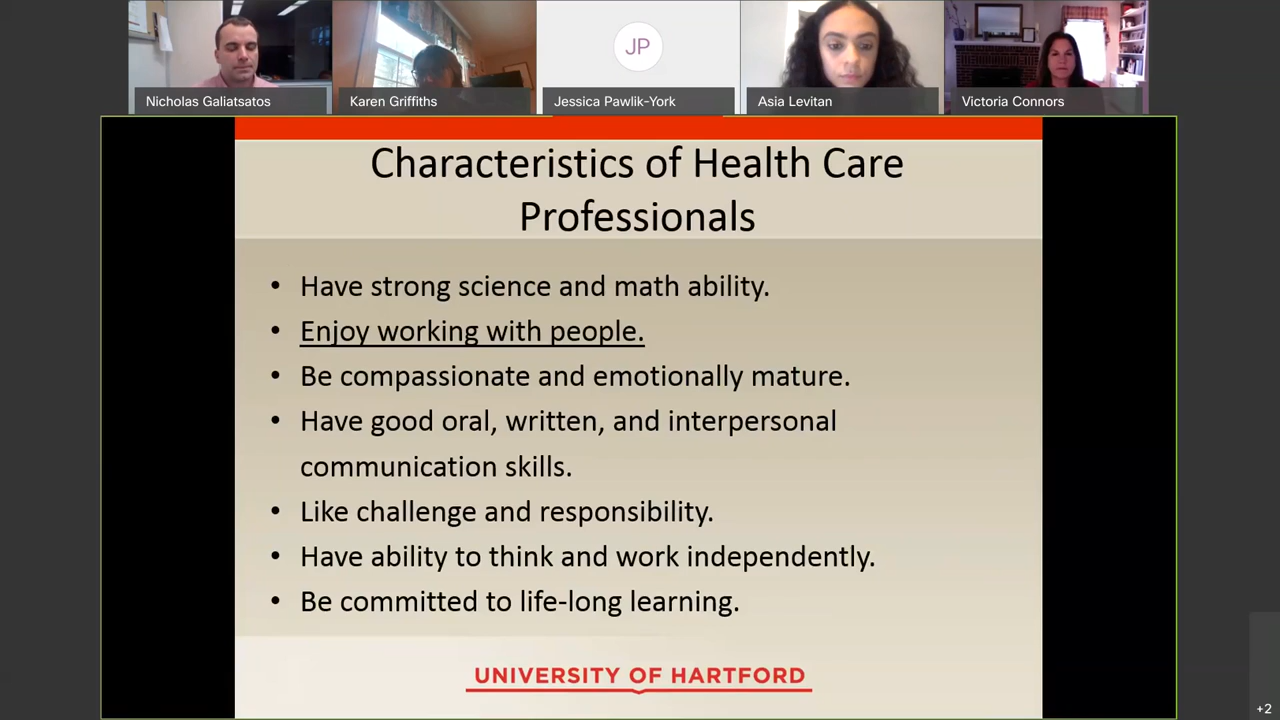 JP
Nicholas Galiatsatos
Karen Griffiths
Jessica Pawlik-York
Asia Levitan
Victoria Connors
Characteristics of Health Care
Professionals
• Have strong science and math ability.
• Enjoy working with people.
• Be compassionate and emotionally mature.
• Have good oral, written, and interpersonal
communication skills.
• Like challenge and responsibility.
• Have ability to think and work independently.
• Be committed to life-long learning.
UNIVERSITY OF HARTFORD
+2